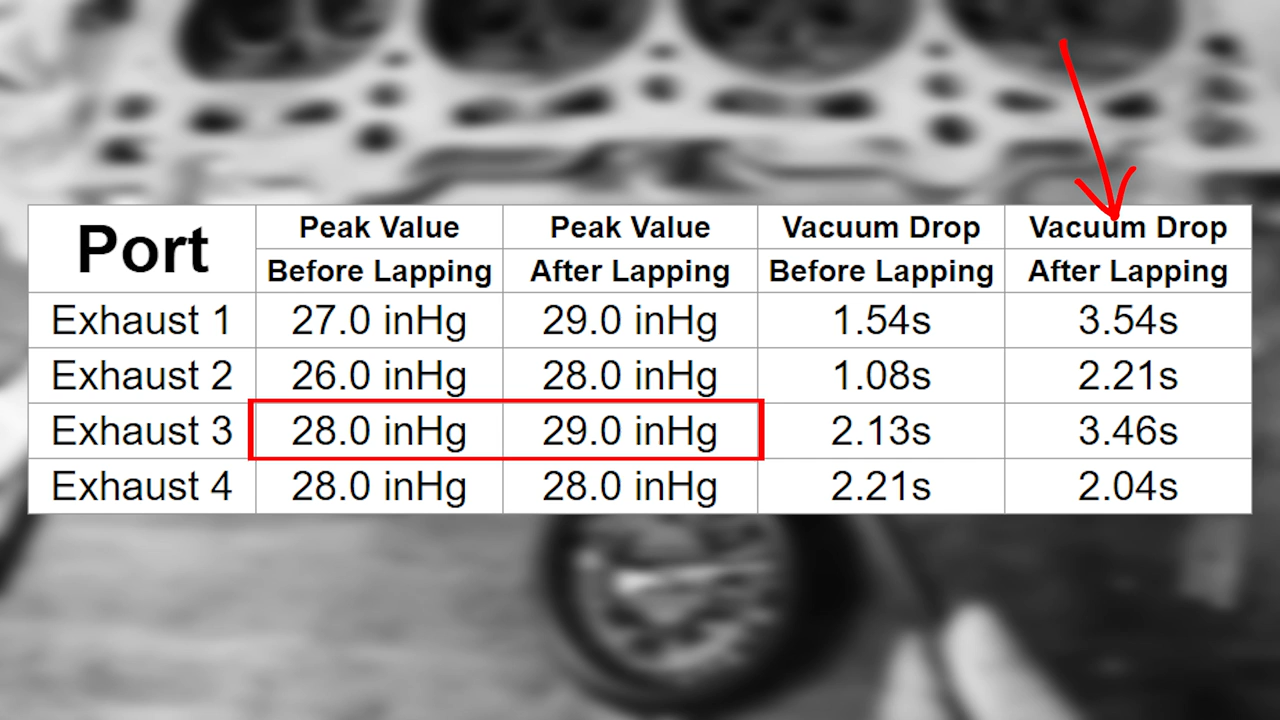 Port Peak Value Peak Value Vacuum Drop Vacuum Drop
Before Lapping After Lapping Before Lapping After Lapping
Exhaust 1 27.0 inHg 29.0 inHg 1.54s 3.54s
Exhaust 2 26.0 inHg 28.0 inHg 1.08s 2.21s
Exhaust 3 28.0 inHg 29.0 inHg 2.13s 3.46s
Exhaust 4 28.0 inHg 28.0 inHg 2.21s 2.04s